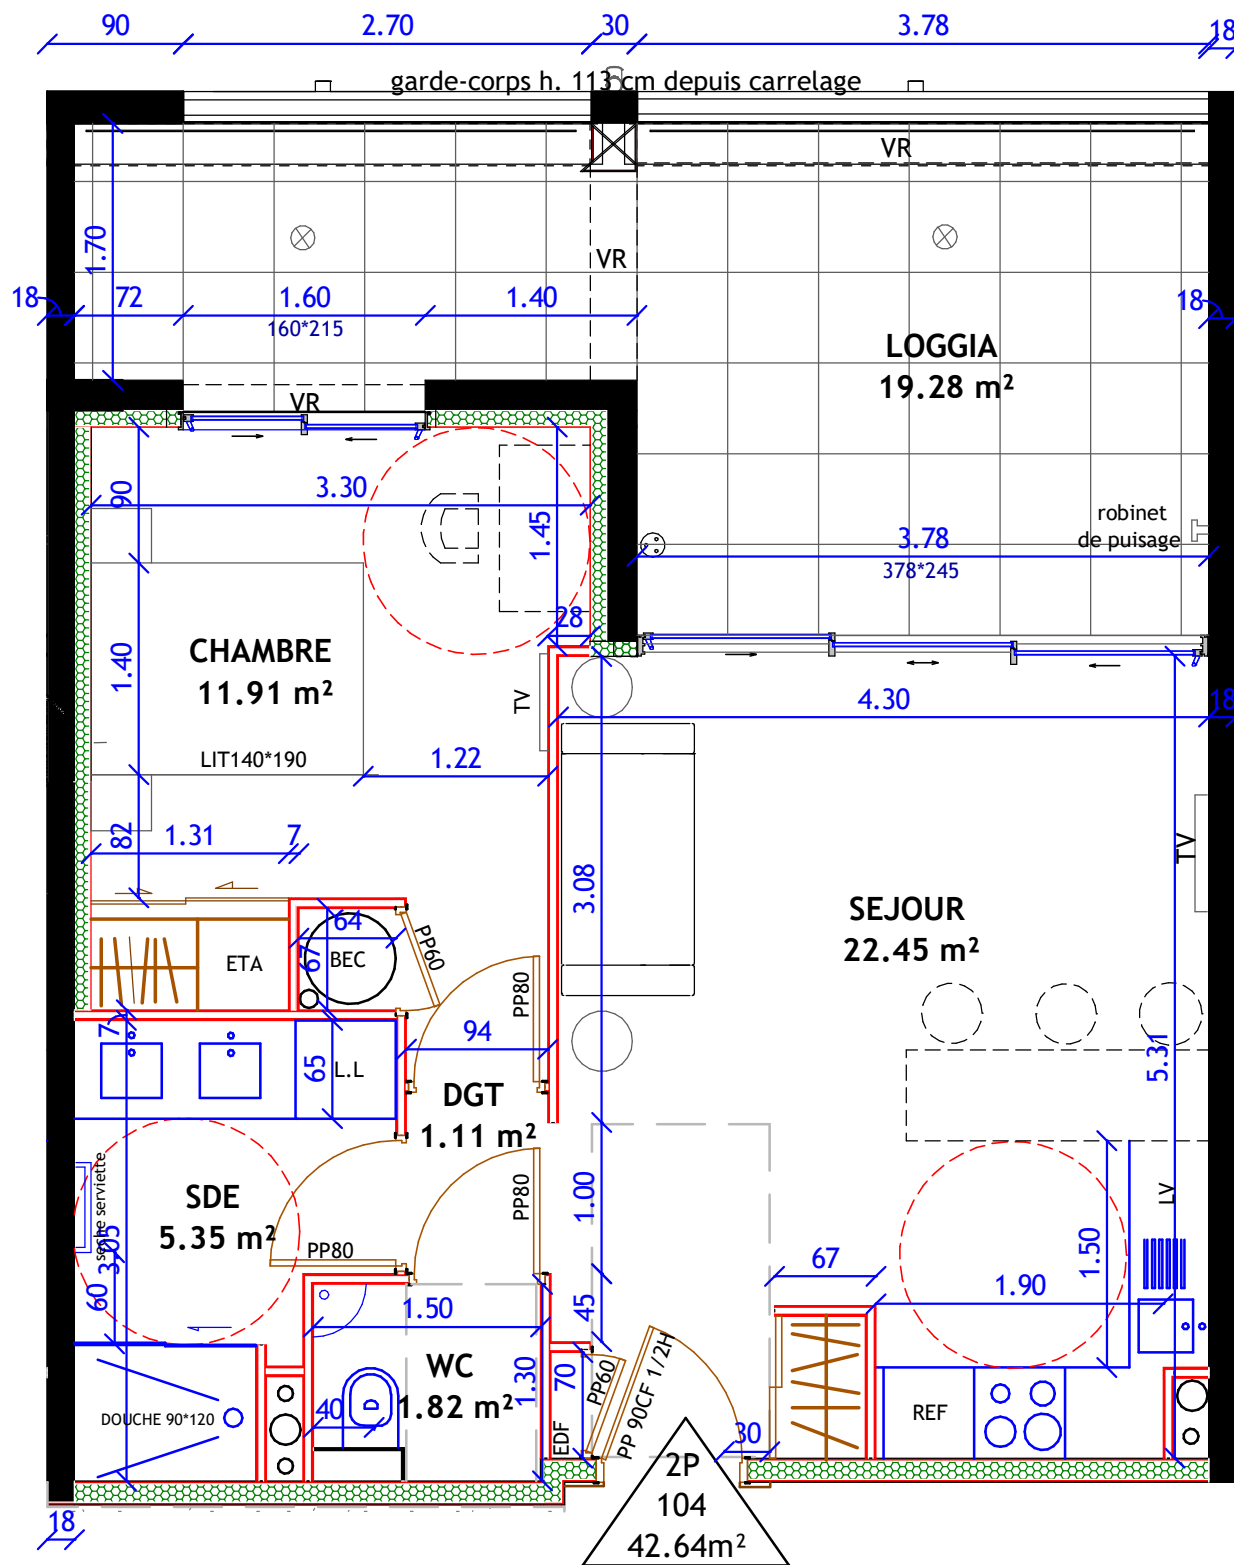 90
2.70
30
3.78
18
garde-corps h. 113 cm depuis carrelage
VR
1.70
VR
18
72
1.60
1.40
18
160*215
LOGGIA
19.28 m²
VR
90
3.30
1.45
robinet
de puisage
3.78
378*245
28
CHAMBRE
11.91 m²
1.40
TV
4.30
18
LIT140*190
1.22
82
1.31
7
TV
3.08
SEJOUR
22.45 m²
64
67
ETA
BEC
PP60
PP80
7
94
65
L.L
5.31
DGT
1.11 m²
seche serviette
SDE
5.35 m²
3.05
PP80
PP80
1.00
LV
1.50
60
67
1.90
1.50
45
WC
1.82 m²
1.30
70
PP60
PP 90CF 1/2H
DOUCHE 90*120
40
EDF
30
REF
2P
104
42.64m²
18